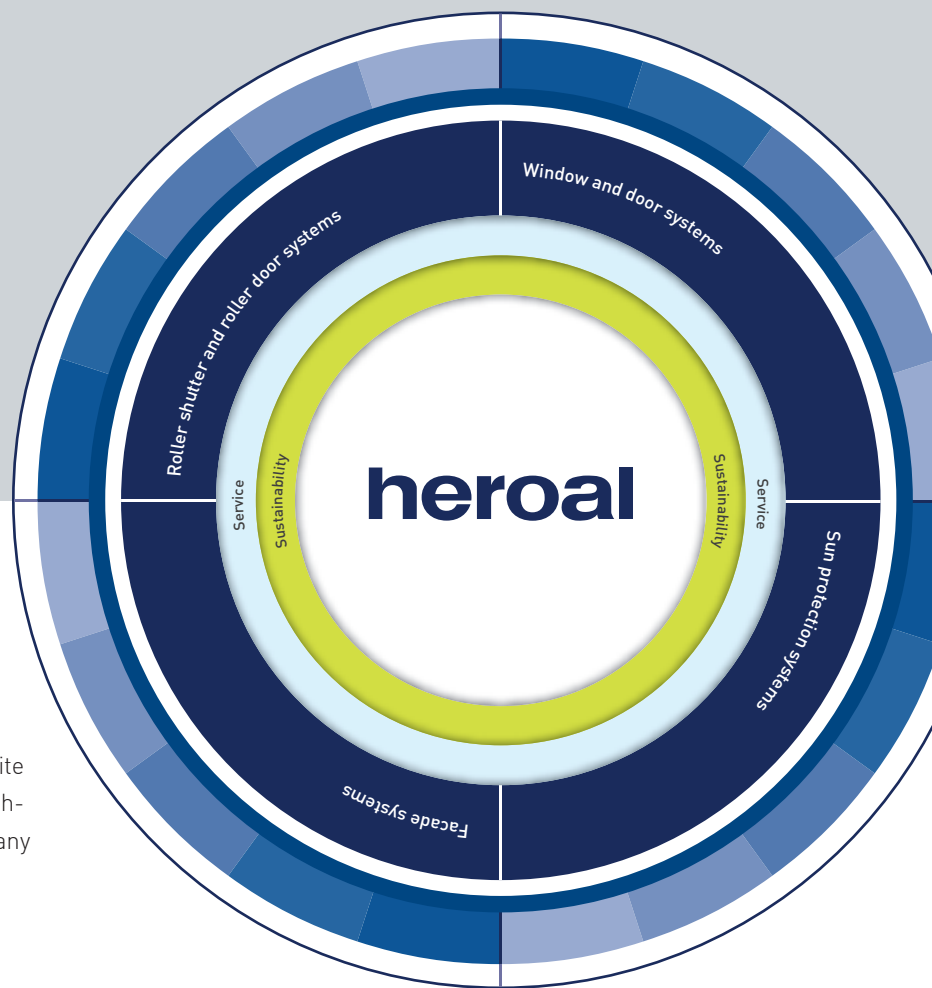 Window and door systems
Roller shutter and roller door systems
heroal
Service
Sustainability
Sustainability
Service
Sun protection systems
Facade systems
any